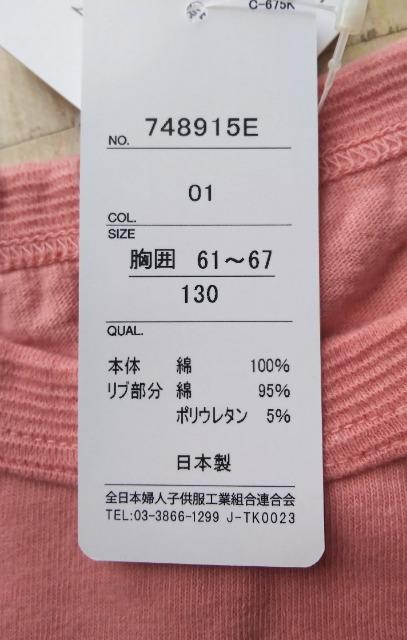 C-675K
NO. 748915E
01
COL.
SIZE
胸囲 61～67
130
QUAL.
本体 綿 100%
リブ部分 綿 95%
ポリウレタン 5%
日本製
全日本婦人子供服工業組合連合会
TEL:03-3866-1299 J-TK0023